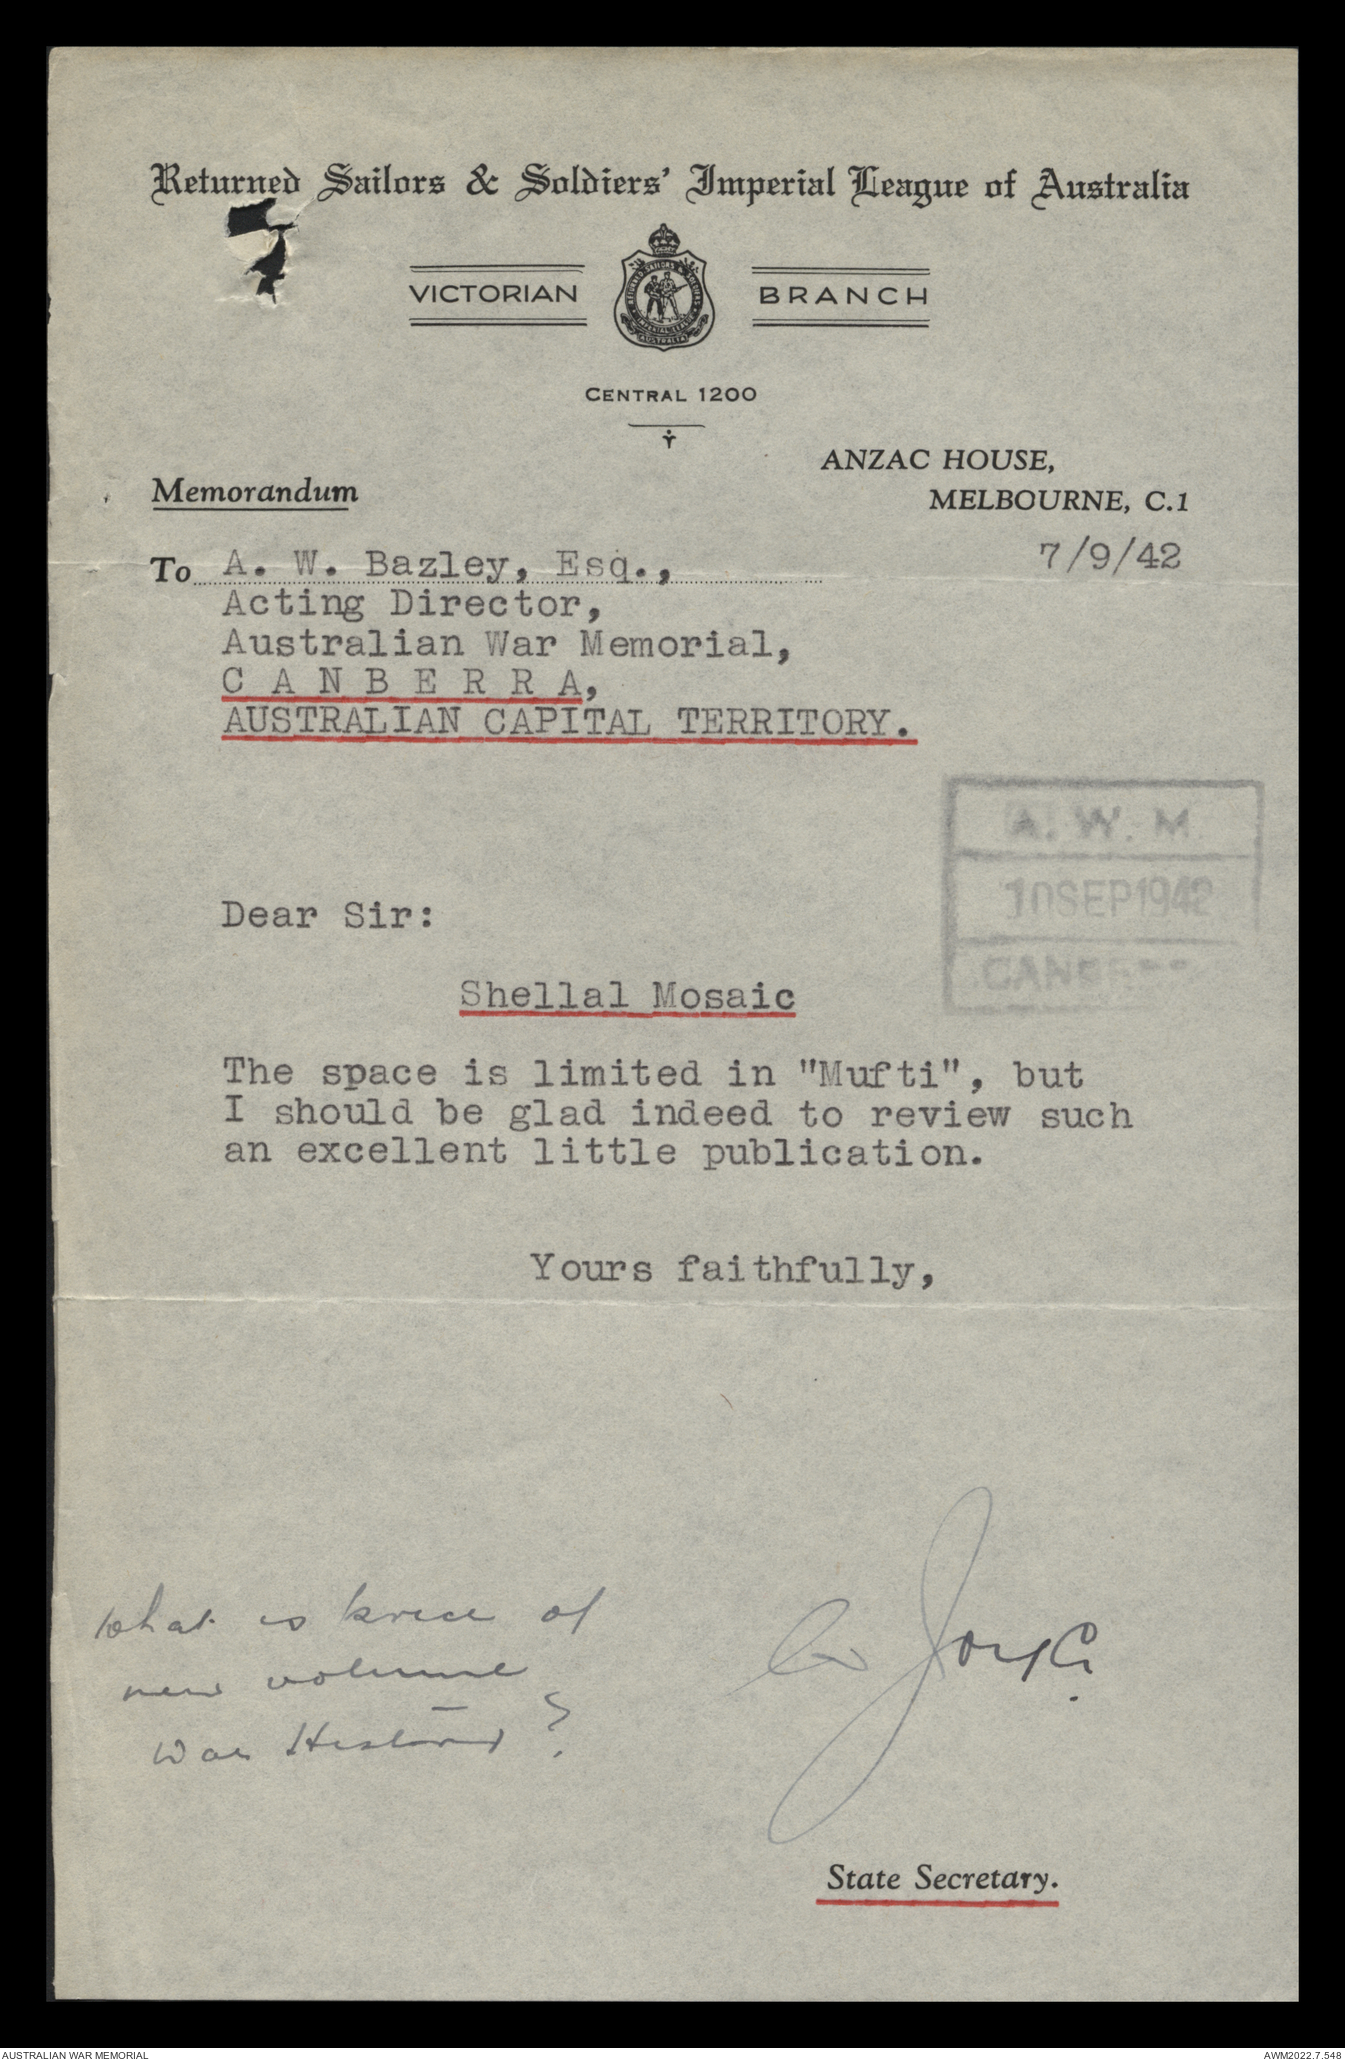 Returned Sailors & Soldiers' Imperial League of Australia
VICTORIAN BRANCH
CENTRAL 1200
ANZAC HOUSE,
MELBOURNE, C.1
Memorandum
7/9/42
To A. W. Bazley, Esq.,
Acting Director,
Australian War Memorial,
C A N B E R R A,
AUSTRALIAN CAPITAL TERRITORY.
A. W. M.
10 SEP 1942
Dear Sir:
Shellal Mosaic
The space is limited in "Mufti", but
I should be glad indeed to review such
an excellent little publication.
Yours faithfully,
What is price of
new volume
War History?
State Secretary.
AUSTRALIAN WAR MEMORIAL
AWM2022.7.548